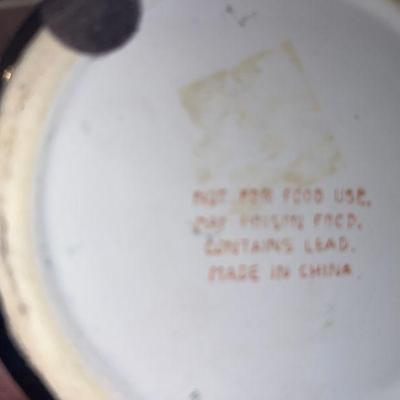 NOT FOR FOOD USE.
MAY POISON FOOD.
CONTAINS LEAD.
MADE IN CHINA